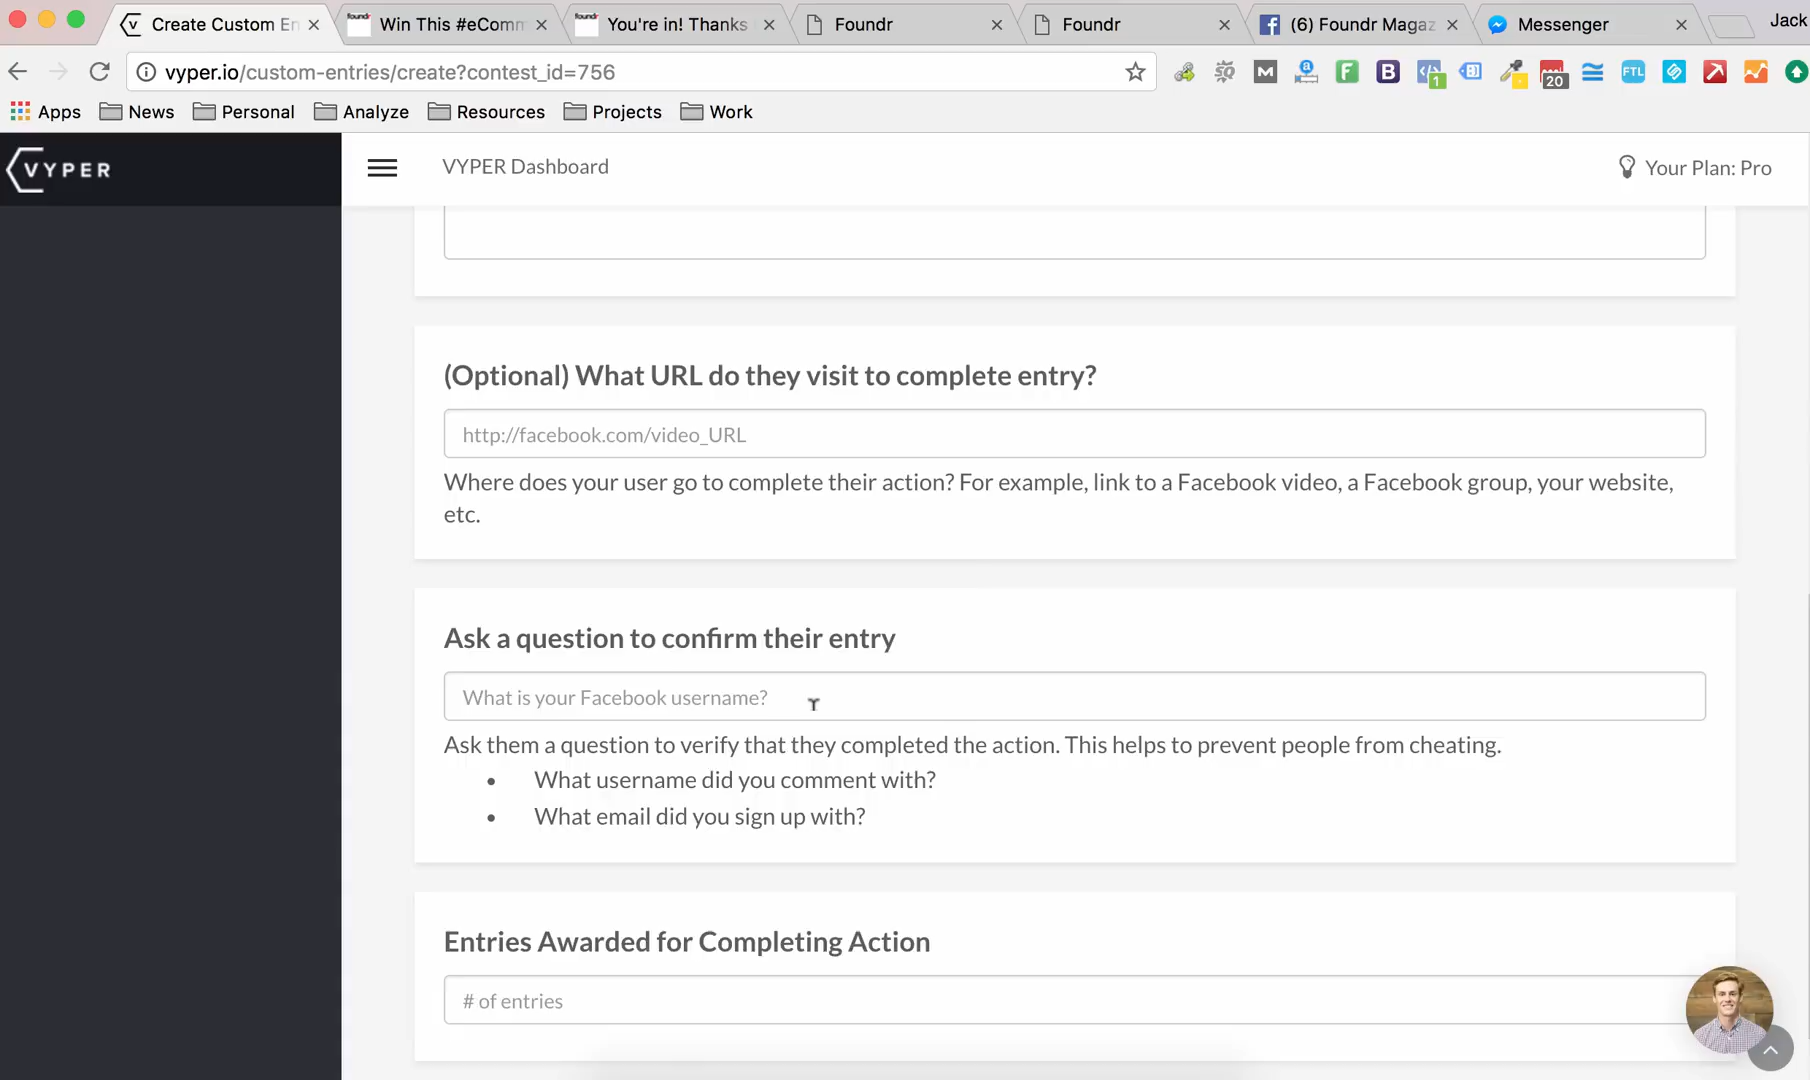 Create Custom En
Win This #eComm
You're in! Thanks
Foundr
Foundr
(6) Foundr Magaz
Messenger
Jack
vyper.io/custom-entries/create?contest_id=756
Apps
News
Personal
Analyze
Resources
Projects
Work
VYPER
VYPER Dashboard
Your Plan: Pro
(Optional) What URL do they visit to complete entry?
http://facebook.com/video_URL
Where does your user go to complete their action? For example, link to a Facebook video, a Facebook group, your website,
etc.
Ask a question to confirm their entry
What is your Facebook username?
Ask them a question to verify that they completed the action. This helps to prevent people from cheating.
• What username did you comment with?
• What email did you sign up with?
Entries Awarded for Completing Action
# of entries